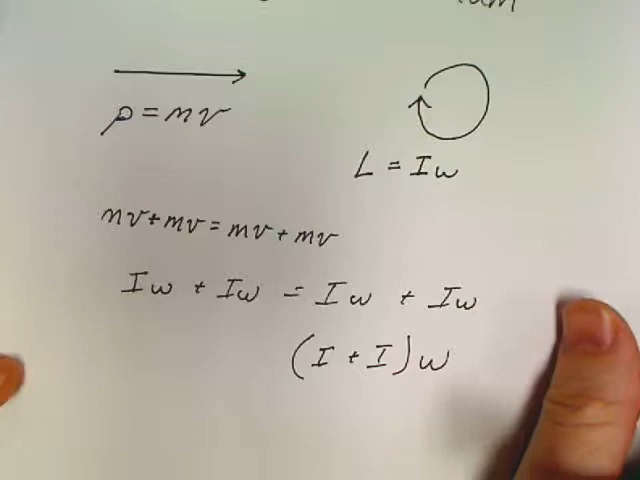 p = mv
L = Iω
mv + mv = mv + mv
Iω + Iω = Iω + Iω
(I + I)ω